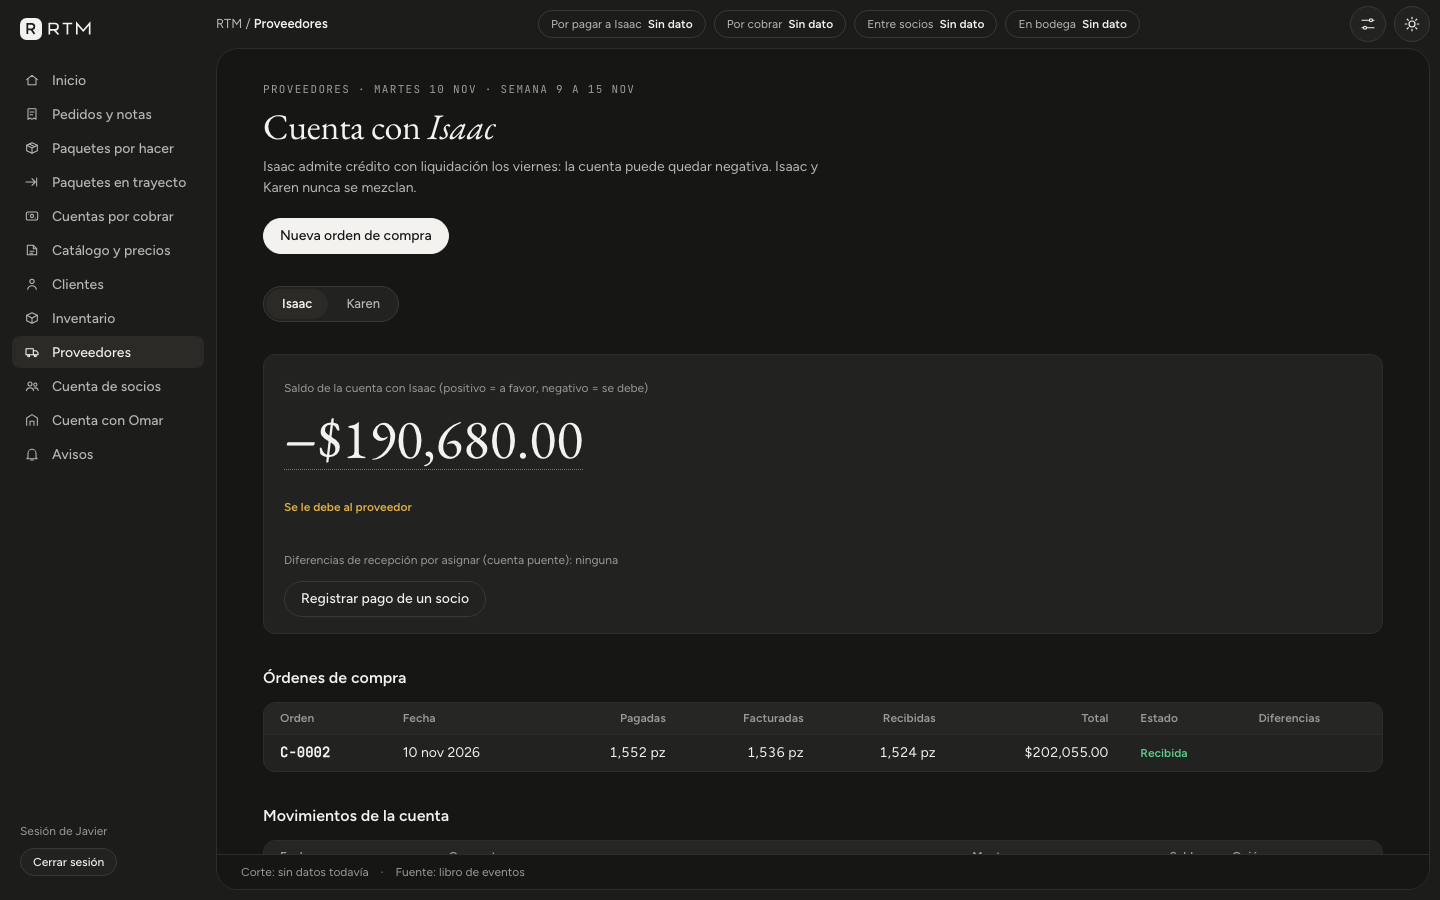 R RTM
RTM / Proveedores
Por pagar a Isaac Sin dato
Por cobrar Sin dato
Entre socios Sin dato
En bodega Sin dato
Inicio
Pedidos y notas
Paquetes por hacer
Paquetes en trayecto
Cuentas por cobrar
Catálogo y precios
Clientes
Inventario
Proveedores
Cuenta de socios
Cuenta con Omar
Avisos
Sesión de Javier
Cerrar sesión
PROVEEDORES · MARTES 10 NOV · SEMANA 9 A 15 NOV
Cuenta con Isaac
Isaac admite crédito con liquidación los viernes: la cuenta puede quedar negativa. Isaac y
Karen nunca se mezclan.
Nueva orden de compra
Isaac Karen
Saldo de la cuenta con Isaac (positivo = a favor, negativo = se debe)
−$190,680.00
Se le debe al proveedor
Diferencias de recepción por asignar (cuenta puente): ninguna
Registrar pago de un socio
Órdenes de compra
Orden Fecha Pagadas Facturadas Recibidas Total Estado Diferencias
C-0002 10 nov 2026 1,552 pz 1,536 pz 1,524 pz $202,055.00 Recibida
Movimientos de la cuenta
Corte: sin datos todavía · Fuente: libro de eventos